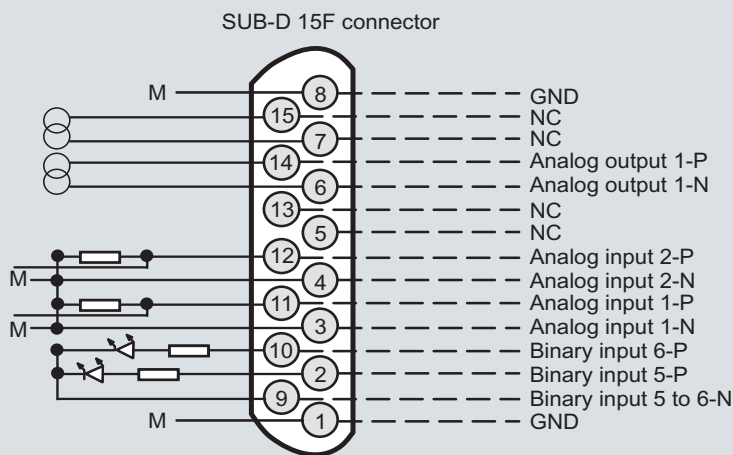 SUB-D 15F connector
M 8 GND
15 NC
7 NC
14 Analog output 1-P
6 Analog output 1-N
13 NC
5 NC
12 Analog input 2-P
M 4 Analog input 2-N
11 Analog input 1-P
M 3 Analog input 1-N
10 Binary input 6-P
2 Binary input 5-P
9 Binary input 5 to 6-N
M 1 GND